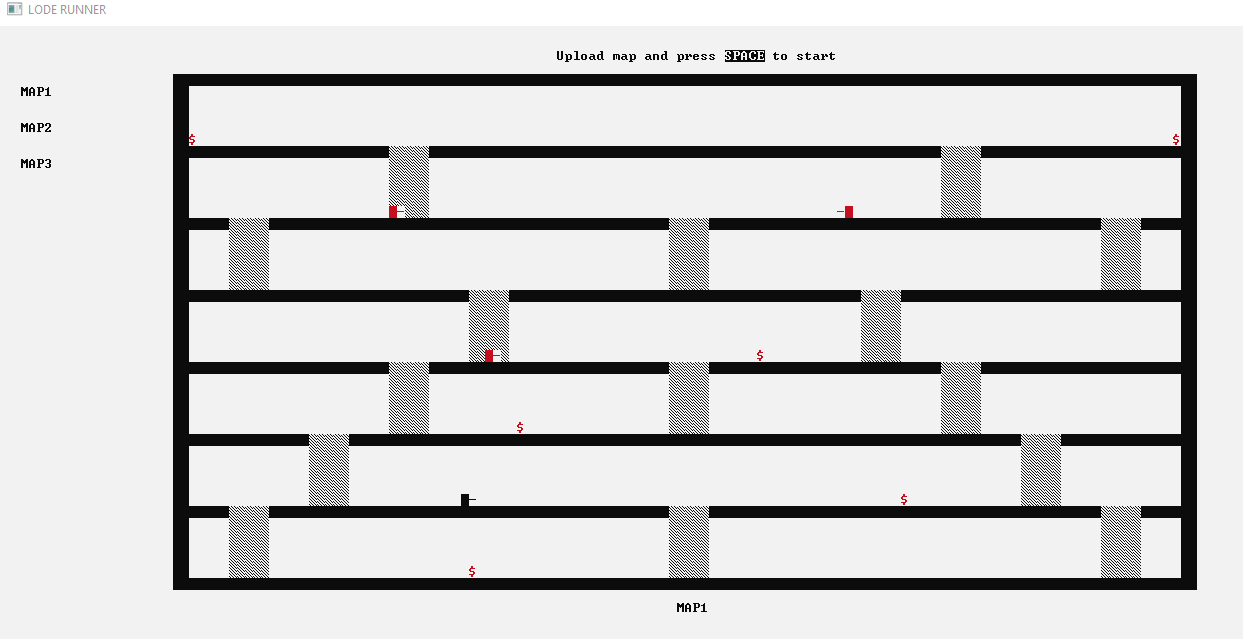 LODE RUNNER
Upload map and press SPACE to start
MAP1
MAP2
$ $
MAP3
$
$
$
$
MAP1